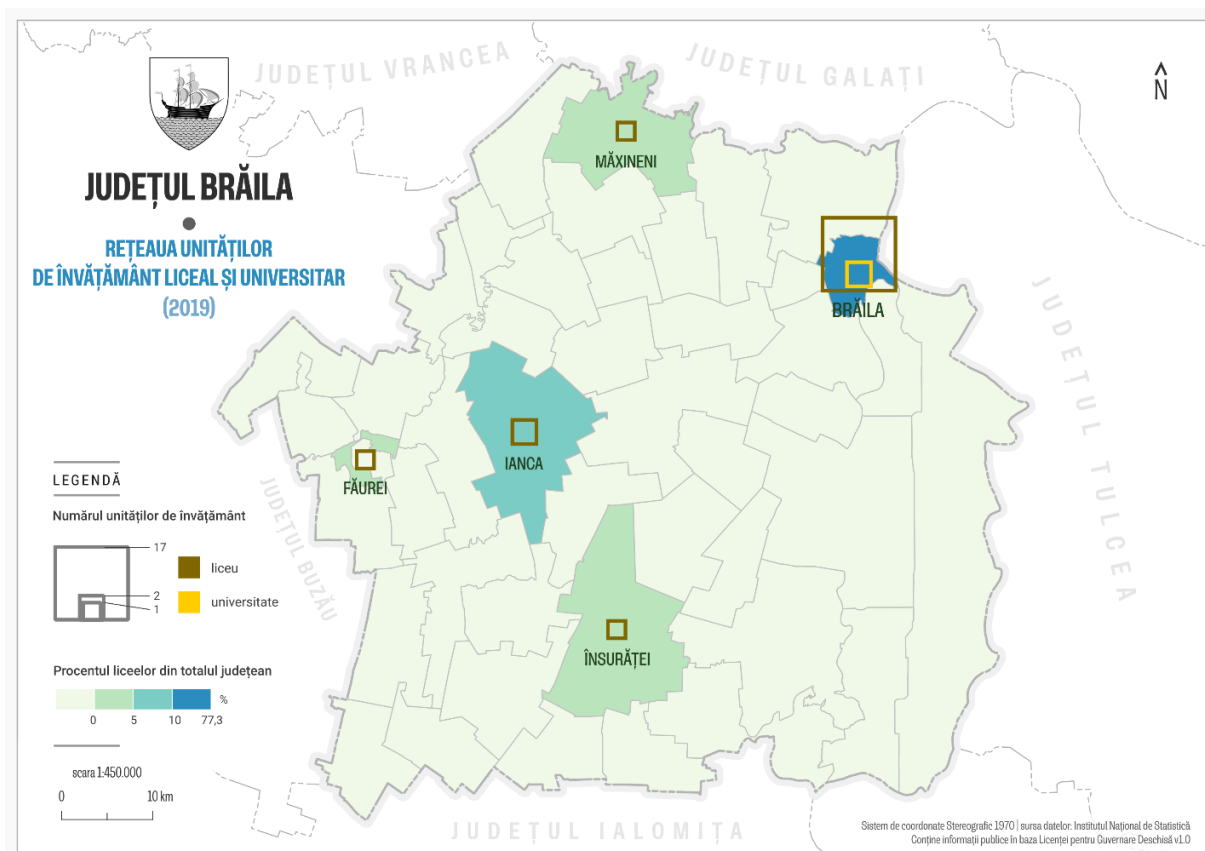 JUDEȚUL VRANCEA
JUDEȚUL GALAȚI
N
JUDEȚUL BRĂILA
REȚEAUA UNITĂȚILOR
DE ÎNVĂȚĂMÂNT LICEAL ȘI UNIVERSITAR
(2019)
MĂXINENI
BRĂILA
IANCA
FĂUREI
ÎNSURĂȚEI
JUDEȚUL TULCEA
JUDEȚUL BUZĂU
LEGENDĂ
Numărul unităților de învățământ
17
2
1
liceu
universitate
Procentul liceelor din totalul județean
%
0 5 10 77,3
scara 1:450.000
0 10 km
JUDEȚUL IALOMIȚA
Sistem de coordonate Stereografic 1970 | sursa datelor: Institutul Național de Statistică
Conține informații publice în baza Licenței pentru Guvernare Deschisă v1.0